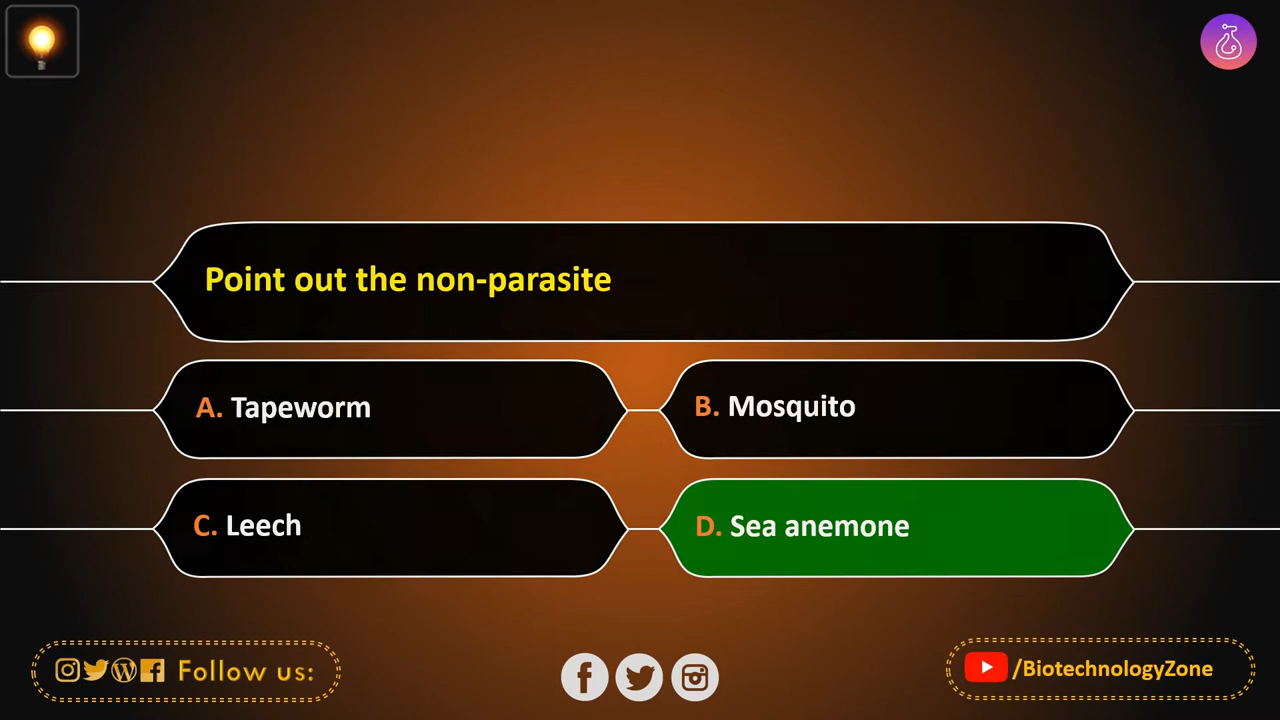 Point out the non-parasite
A. Tapeworm
B. Mosquito
C. Leech
D. Sea anemone
Follow us:
/BiotechnologyZone